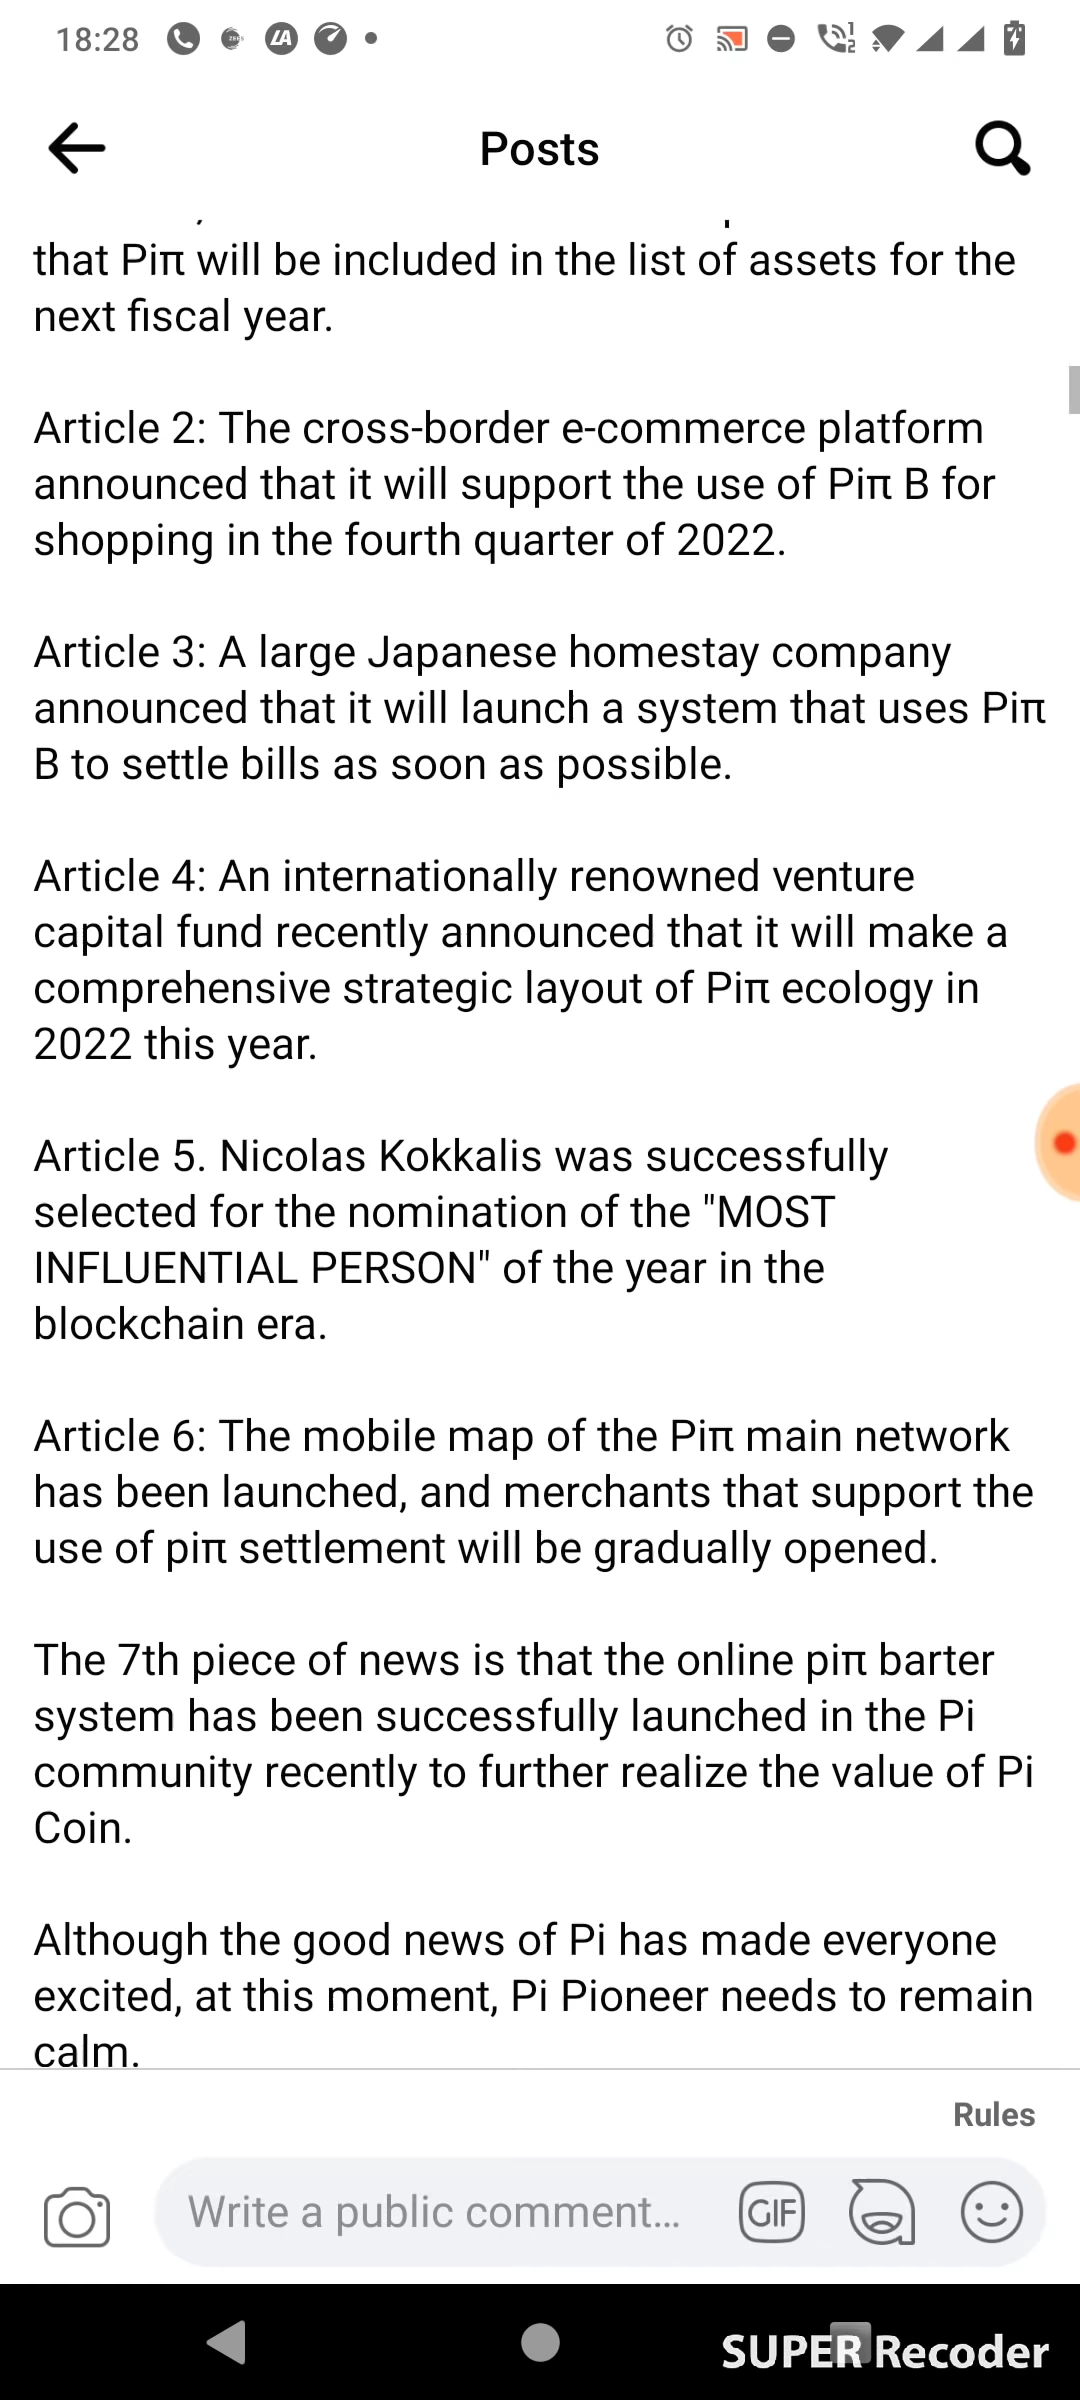 18:28
LA
Posts
that Piπ will be included in the list of assets for the
next fiscal year.
Article 2: The cross-border e-commerce platform
announced that it will support the use of Piπ B for
shopping in the fourth quarter of 2022.
Article 3: A large Japanese homestay company
announced that it will launch a system that uses Piπ
B to settle bills as soon as possible.
Article 4: An internationally renowned venture
capital fund recently announced that it will make a
comprehensive strategic layout of Piπ ecology in
2022 this year.
Article 5. Nicolas Kokkalis was successfully
selected for the nomination of the "MOST
INFLUENTIAL PERSON" of the year in the
blockchain era.
Article 6: The mobile map of the Piπ main network
has been launched, and merchants that support the
use of piπ settlement will be gradually opened.
The 7th piece of news is that the online piπ barter
system has been successfully launched in the Pi
community recently to further realize the value of Pi
Coin.
Although the good news of Pi has made everyone
excited, at this moment, Pi Pioneer needs to remain
calm.
Rules
Write a public comment...
GIF
SUPER Recoder